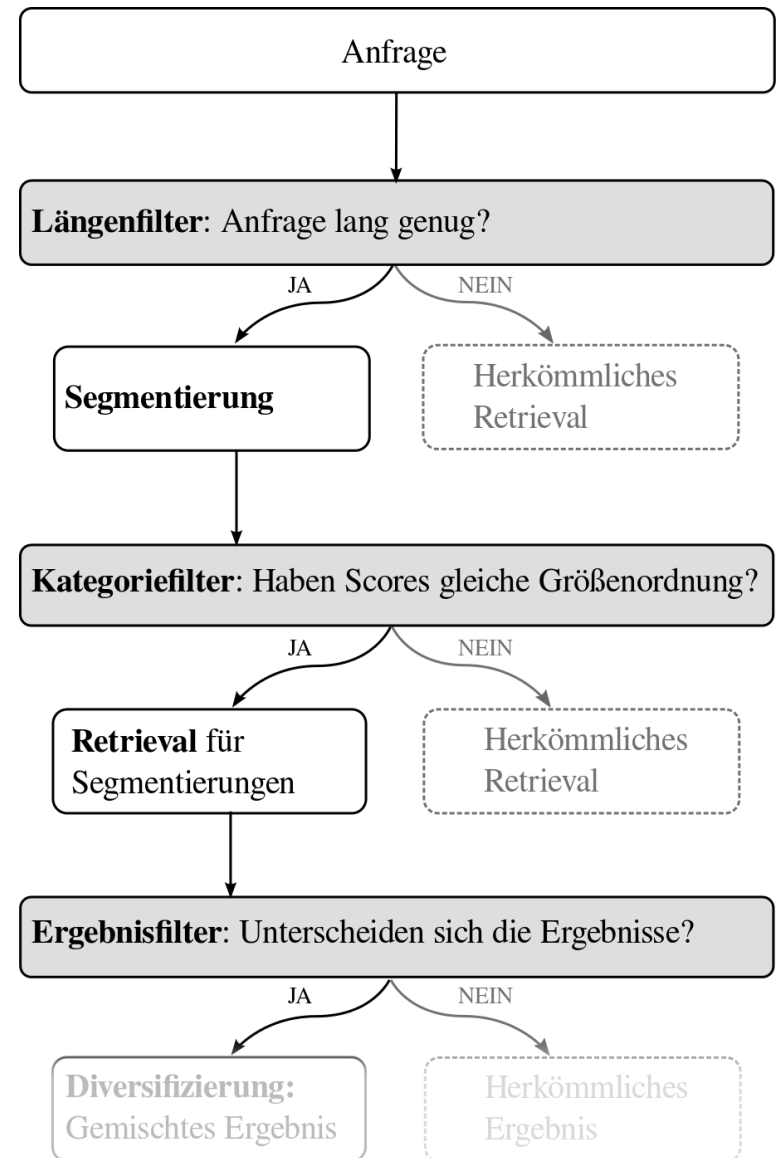 Anfrage
Längenfilter: Anfrage lang genug?
JA
NEIN
Segmentierung
Herkömmliches
Retrieval
Kategoriefilter: Haben Scores gleiche Größenordnung?
JA
NEIN
Retrieval für
Segmentierungen
Herkömmliches
Retrieval
Ergebnisfilter: Unterscheiden sich die Ergebnisse?
JA
NEIN
Diversifizierung:
Gemischtes Ergebnis
Herkömmliches
Ergebnis